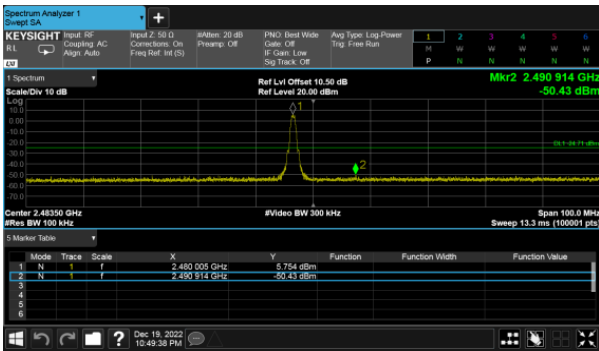 Spectrum Analyzer 1
Swept SA
+
KEYSIGHT Input: RF Input Z: 50 Ω #Atten: 20 dB PNO: Best Wide Avg Type: Log-Power 1 2 3 4 5 6
RL Coupling: AC Corrections: On Preamp: Off Gate: Off Trig: Free Run M W W W W W
Align: Auto Freq Ref: Int (S) IF Gain: Low P N N N N N
LXI Sig Track: Off
1 Spectrum Ref Lvl Offset 10.50 dB Mkr2 2.490 914 GHz
Scale/Div 10 dB Ref Level 20.00 dBm -50.43 dBm
Log
10.0
0.00
-10.0
-20.0
DL1 -24.71 dBm
-30.0
-40.0
-50.0
-60.0
-70.0
1
2
Center 2.48350 GHz #Video BW 300 kHz Span 100.0 MHz
#Res BW 100 kHz Sweep 13.3 ms (100001 pts)
5 Marker Table
Mode Trace Scale X Y Function Function Width Function Value
1 N 1 f 2.480 005 GHz 5.754 dBm
2 N 1 f 2.490 914 GHz -50.43 dBm
3
4
5
6
? Dec 19, 2022
10:49:38 PM